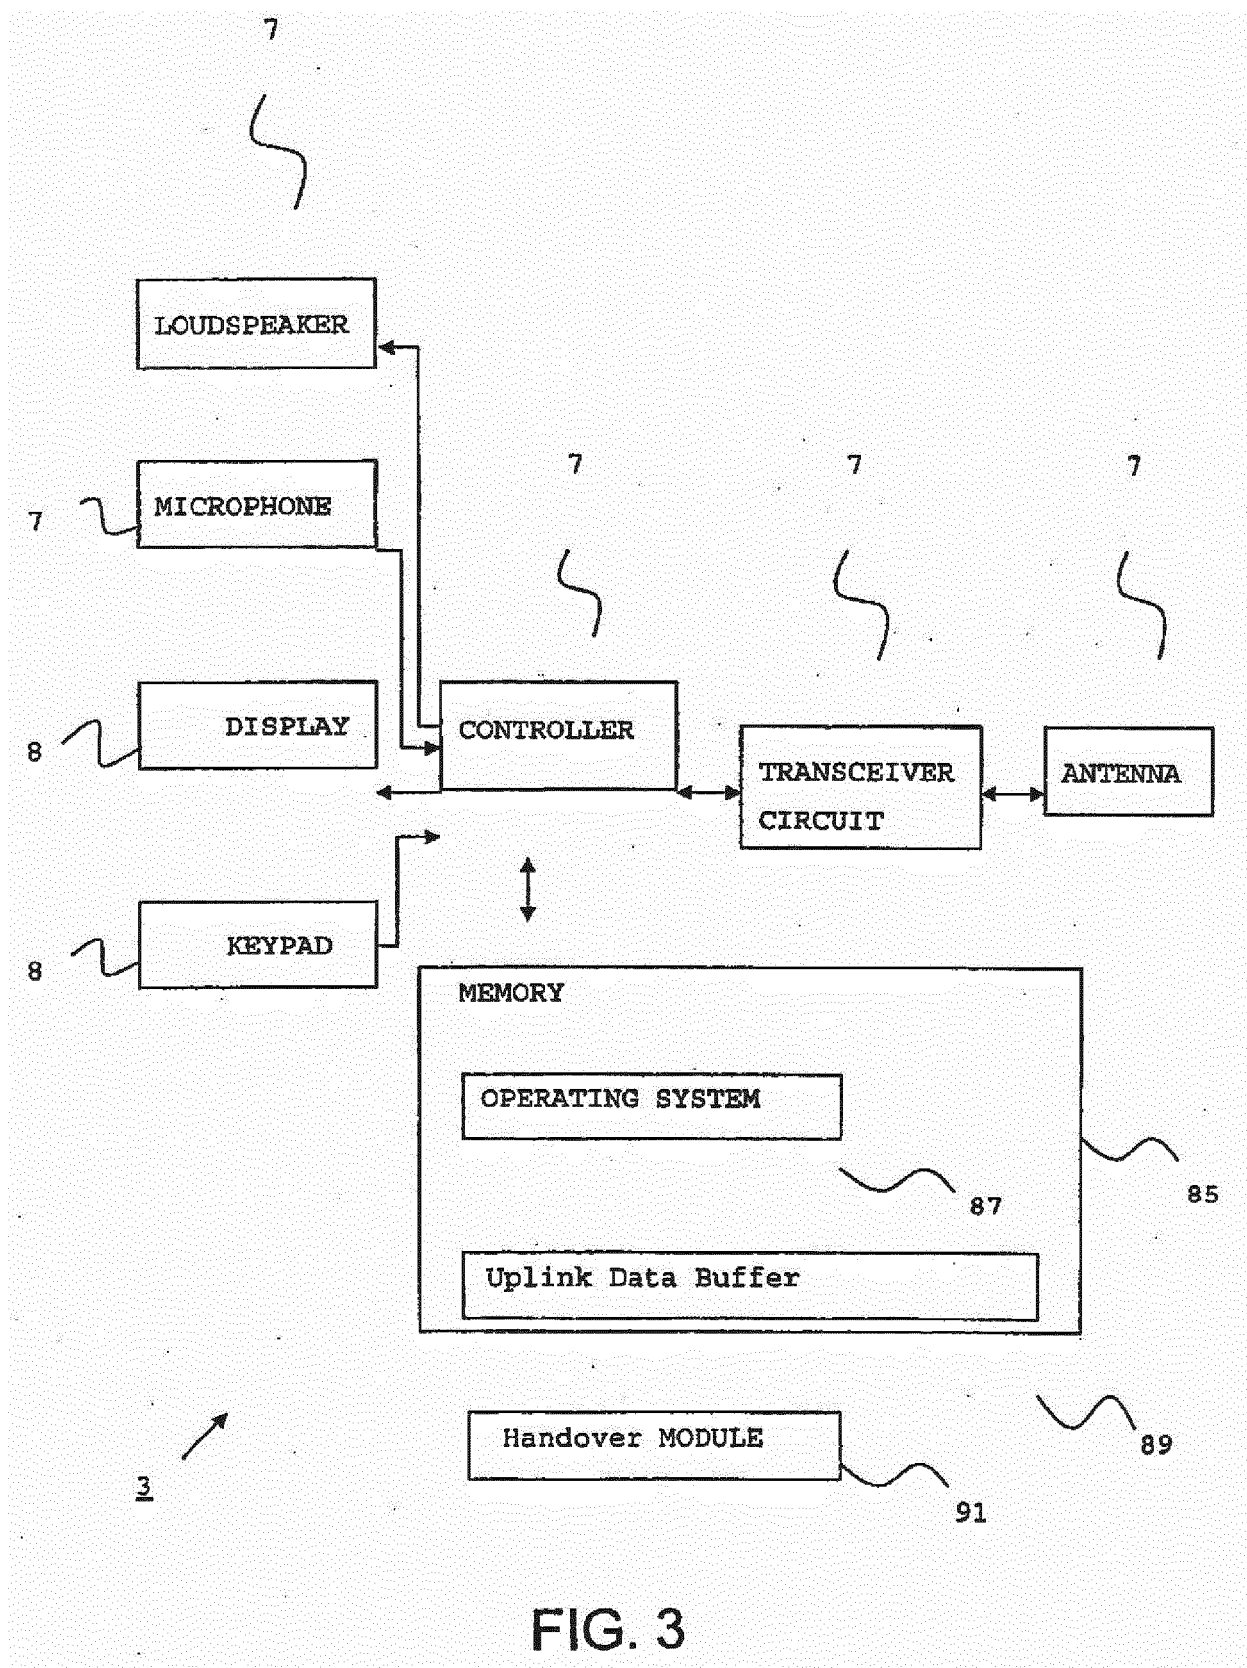 7
LOUDSPEAKER
7
7
7
7
MICROPHONE
DISPLAY
8
CONTROLLER
TRANSCEIVER
CIRCUIT
ANTENNA
KEYPAD
8
MEMORY
OPERATING SYSTEM
85
87
Uplink Data Buffer
Handover MODULE
89
3
91
FIG. 3